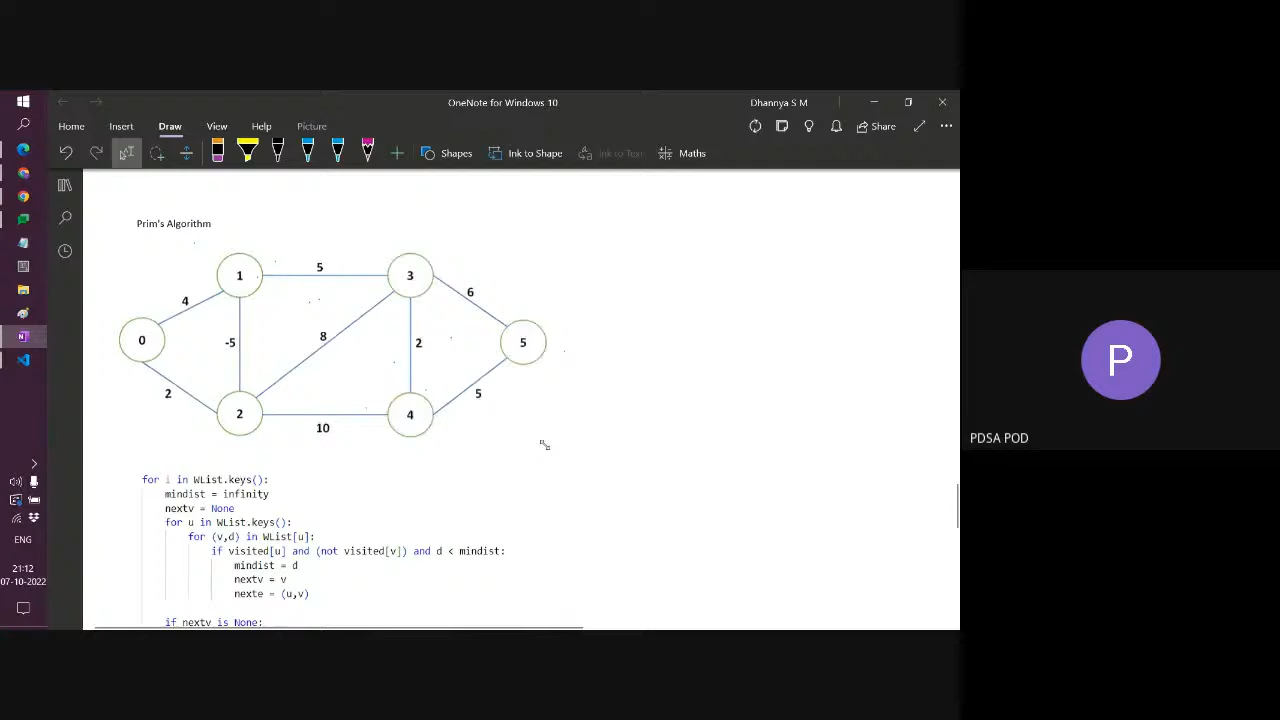 OneNote for Windows 10
Dhannya S M
Home Insert Draw View Help Picture
Share
Shapes Ink to Shape Ink to Text Maths
Prim's Algorithm
1 5 3
4 6
0 -5 8 2 5
2 5
2 10 4
for i in WList.keys():
mindist = infinity
nextv = None
for u in WList.keys():
for (v,d) in WList[u]:
if visited[u] and (not visited[v]) and d < mindist:
mindist = d
nextv = v
nexte = (u,v)
if nextv is None:
ENG
21:12
07-10-2022
P
PDSA POD